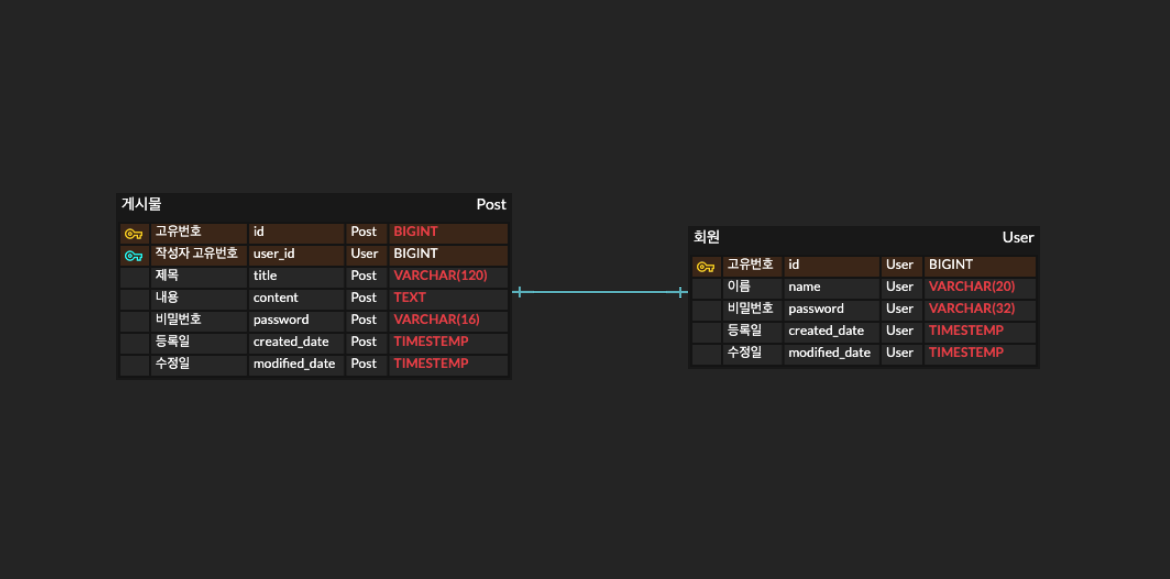 게시물 Post
고유번호 id Post BIGINT
작성자 고유번호 user_id User BIGINT
제목 title Post VARCHAR(120)
내용 content Post TEXT
비밀번호 password Post VARCHAR(16)
등록일 created_date Post TIMESTEMP
수정일 modified_date Post TIMESTEMP
회원 User
고유번호 id User BIGINT
이름 name User VARCHAR(20)
비밀번호 password User VARCHAR(32)
등록일 created_date User TIMESTEMP
수정일 modified_date User TIMESTEMP